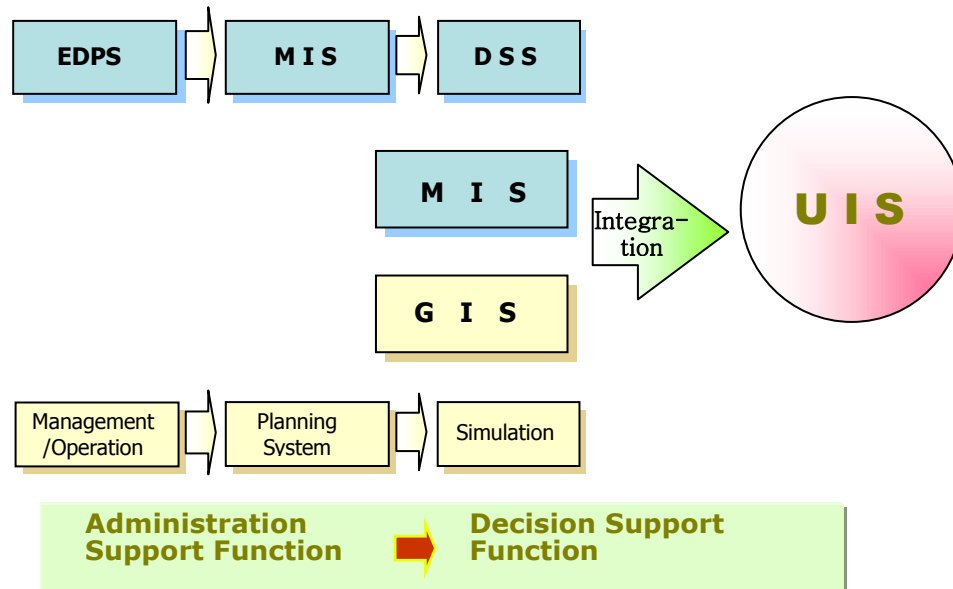 EDPS
M I S
D S S
M I S
U I S
Integra-
tion
G I S
Management
/Operation
Planning
System
Simulation
Administration
Support Function
Decision Support
Function